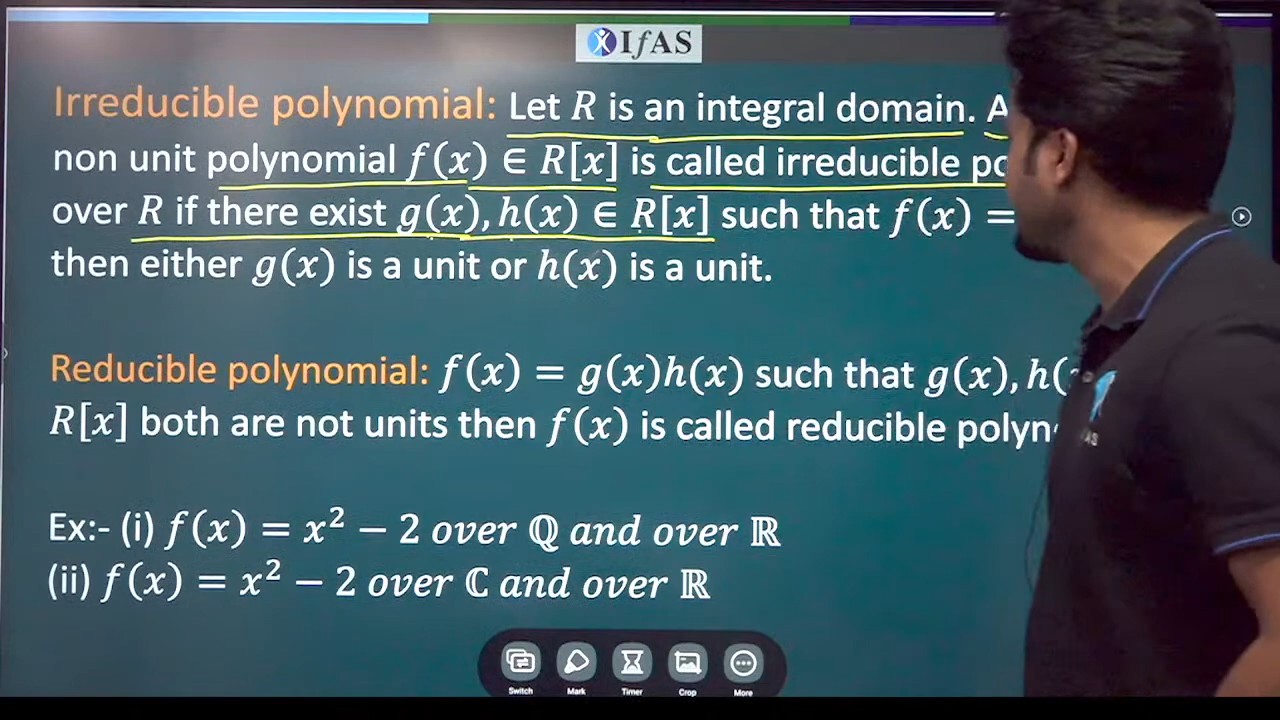 IfAS
Irreducible polynomial: Let R is an integral domain. A
non unit polynomial f(x) ∈ R[x] is called irreducible po
over R if there exist g(x), h(x) ∈ R[x] such that f(x) =
then either g(x) is a unit or h(x) is a unit.
Reducible polynomial: f(x) = g(x)h(x) such that g(x), h(
R[x] both are not units then f(x) is called reducible polyn
Ex:- (i) f(x) = x² − 2 over ℚ and over ℝ
(ii) f(x) = x² − 2 over ℂ and over ℝ
Switch Mark Timer Crop More